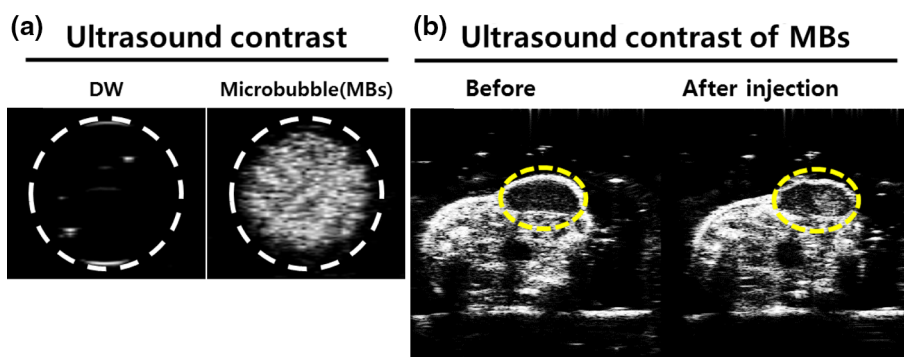 (a)
Ultrasound contrast
DW
Microbubble(MBs)
(b)
Ultrasound contrast of MBs
Before
After injection